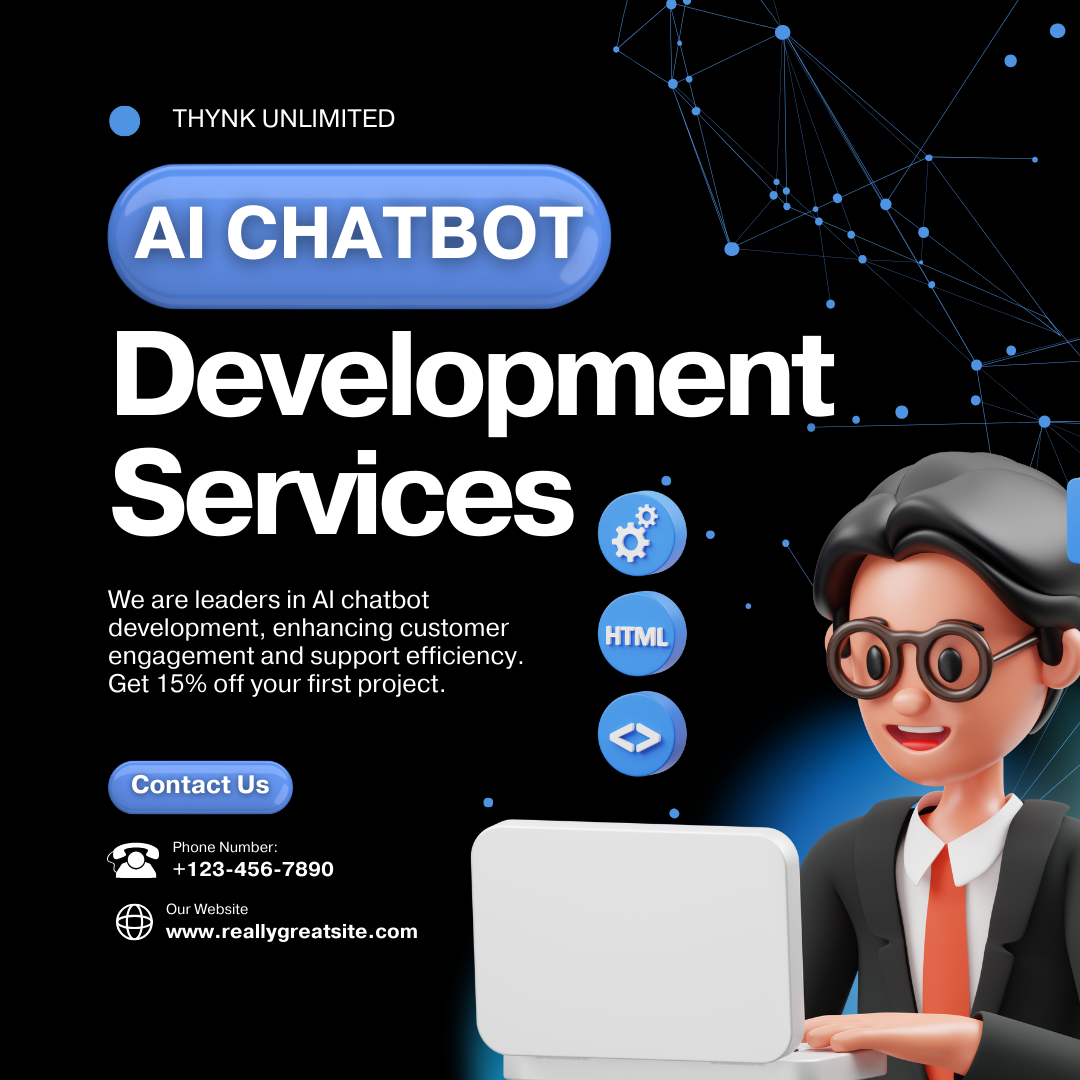 THYNK UNLIMITED
AI CHATBOT
Development
Services
We are leaders in AI chatbot
development, enhancing customer
engagement and support efficiency.
Get 15% off your first project.
HTML
<>
Contact Us
Phone Number:
+123-456-7890
Our Website
www.reallygreatsite.com